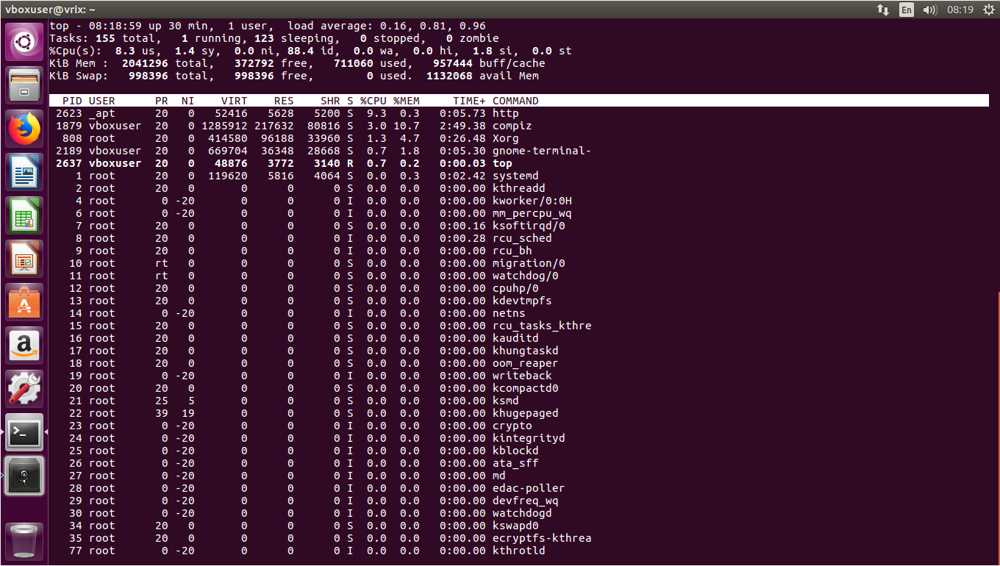 vboxuser@vrix: ~
En 08:19
top - 08:18:59 up 30 min,  1 user,  load average: 0.16, 0.81, 0.96
Tasks: 155 total,   1 running, 123 sleeping,   0 stopped,   0 zombie
%Cpu(s):  8.3 us,  1.4 sy,  0.0 ni, 88.4 id,  0.0 wa,  0.0 hi,  1.8 si,  0.0 st
KiB Mem :  2041296 total,   372792 free,   711060 used,   957444 buff/cache
KiB Swap:   998396 total,   998396 free,        0 used.  1132068 avail Mem
PID USER PR NI VIRT RES SHR S %CPU %MEM TIME+ COMMAND
2623 _apt 20 0 52416 5628 5200 S 9.3 0.3 0:05.73 http
1879 vboxuser 20 0 1285912 217632 80816 S 3.0 10.7 2:49.38 compiz
808 root 20 0 414580 96188 33960 S 1.3 4.7 0:26.48 Xorg
2189 vboxuser 20 0 669704 36348 28668 S 0.7 1.8 0:05.30 gnome-terminal-
2637 vboxuser 20 0 48876 3772 3140 R 0.7 0.2 0:00.03 top
1 root 20 0 119620 5816 4064 S 0.0 0.3 0:02.42 systemd
2 root 20 0 0 0 0 S 0.0 0.0 0:00.00 kthreadd
4 root 0 -20 0 0 0 I 0.0 0.0 0:00.00 kworker/0:0H
6 root 0 -20 0 0 0 I 0.0 0.0 0:00.00 mm_percpu_wq
7 root 20 0 0 0 0 S 0.0 0.0 0:00.16 ksoftirqd/0
8 root 20 0 0 0 0 I 0.0 0.0 0:00.28 rcu_sched
9 root 20 0 0 0 0 I 0.0 0.0 0:00.00 rcu_bh
10 root rt 0 0 0 0 S 0.0 0.0 0:00.00 migration/0
11 root rt 0 0 0 0 S 0.0 0.0 0:00.00 watchdog/0
12 root 20 0 0 0 0 S 0.0 0.0 0:00.00 cpuhp/0
13 root 20 0 0 0 0 S 0.0 0.0 0:00.00 kdevtmpfs
14 root 0 -20 0 0 0 I 0.0 0.0 0:00.00 netns
15 root 20 0 0 0 0 S 0.0 0.0 0:00.00 rcu_tasks_kthre
16 root 20 0 0 0 0 S 0.0 0.0 0:00.00 kauditd
17 root 20 0 0 0 0 S 0.0 0.0 0:00.00 khungtaskd
18 root 20 0 0 0 0 S 0.0 0.0 0:00.00 oom_reaper
19 root 0 -20 0 0 0 I 0.0 0.0 0:00.00 writeback
20 root 20 0 0 0 0 S 0.0 0.0 0:00.00 kcompactd0
21 root 25 5 0 0 0 S 0.0 0.0 0:00.00 ksmd
22 root 39 19 0 0 0 S 0.0 0.0 0:00.00 khugepaged
23 root 0 -20 0 0 0 I 0.0 0.0 0:00.00 crypto
24 root 0 -20 0 0 0 I 0.0 0.0 0:00.00 kintegrityd
25 root 0 -20 0 0 0 I 0.0 0.0 0:00.00 kblockd
26 root 0 -20 0 0 0 I 0.0 0.0 0:00.00 ata_sff
27 root 0 -20 0 0 0 I 0.0 0.0 0:00.00 md
28 root 0 -20 0 0 0 I 0.0 0.0 0:00.00 edac-poller
29 root 0 -20 0 0 0 I 0.0 0.0 0:00.00 devfreq_wq
30 root 0 -20 0 0 0 I 0.0 0.0 0:00.00 watchdogd
34 root 20 0 0 0 0 S 0.0 0.0 0:00.00 kswapd0
35 root 20 0 0 0 0 S 0.0 0.0 0:00.00 ecryptfs-kthrea
77 root 0 -20 0 0 0 I 0.0 0.0 0:00.00 kthrotld